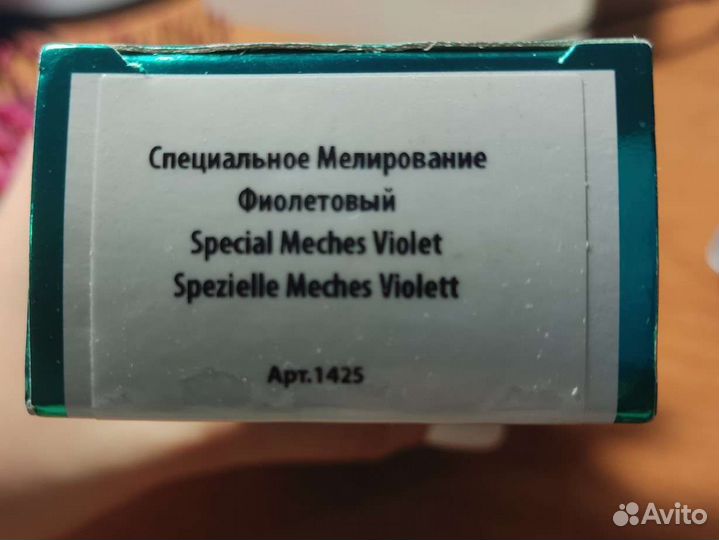 Специальное Мелирование
Фиолетовый
Special Meches Violet
Spezielle Meches Violett
Арт.1425
Avito